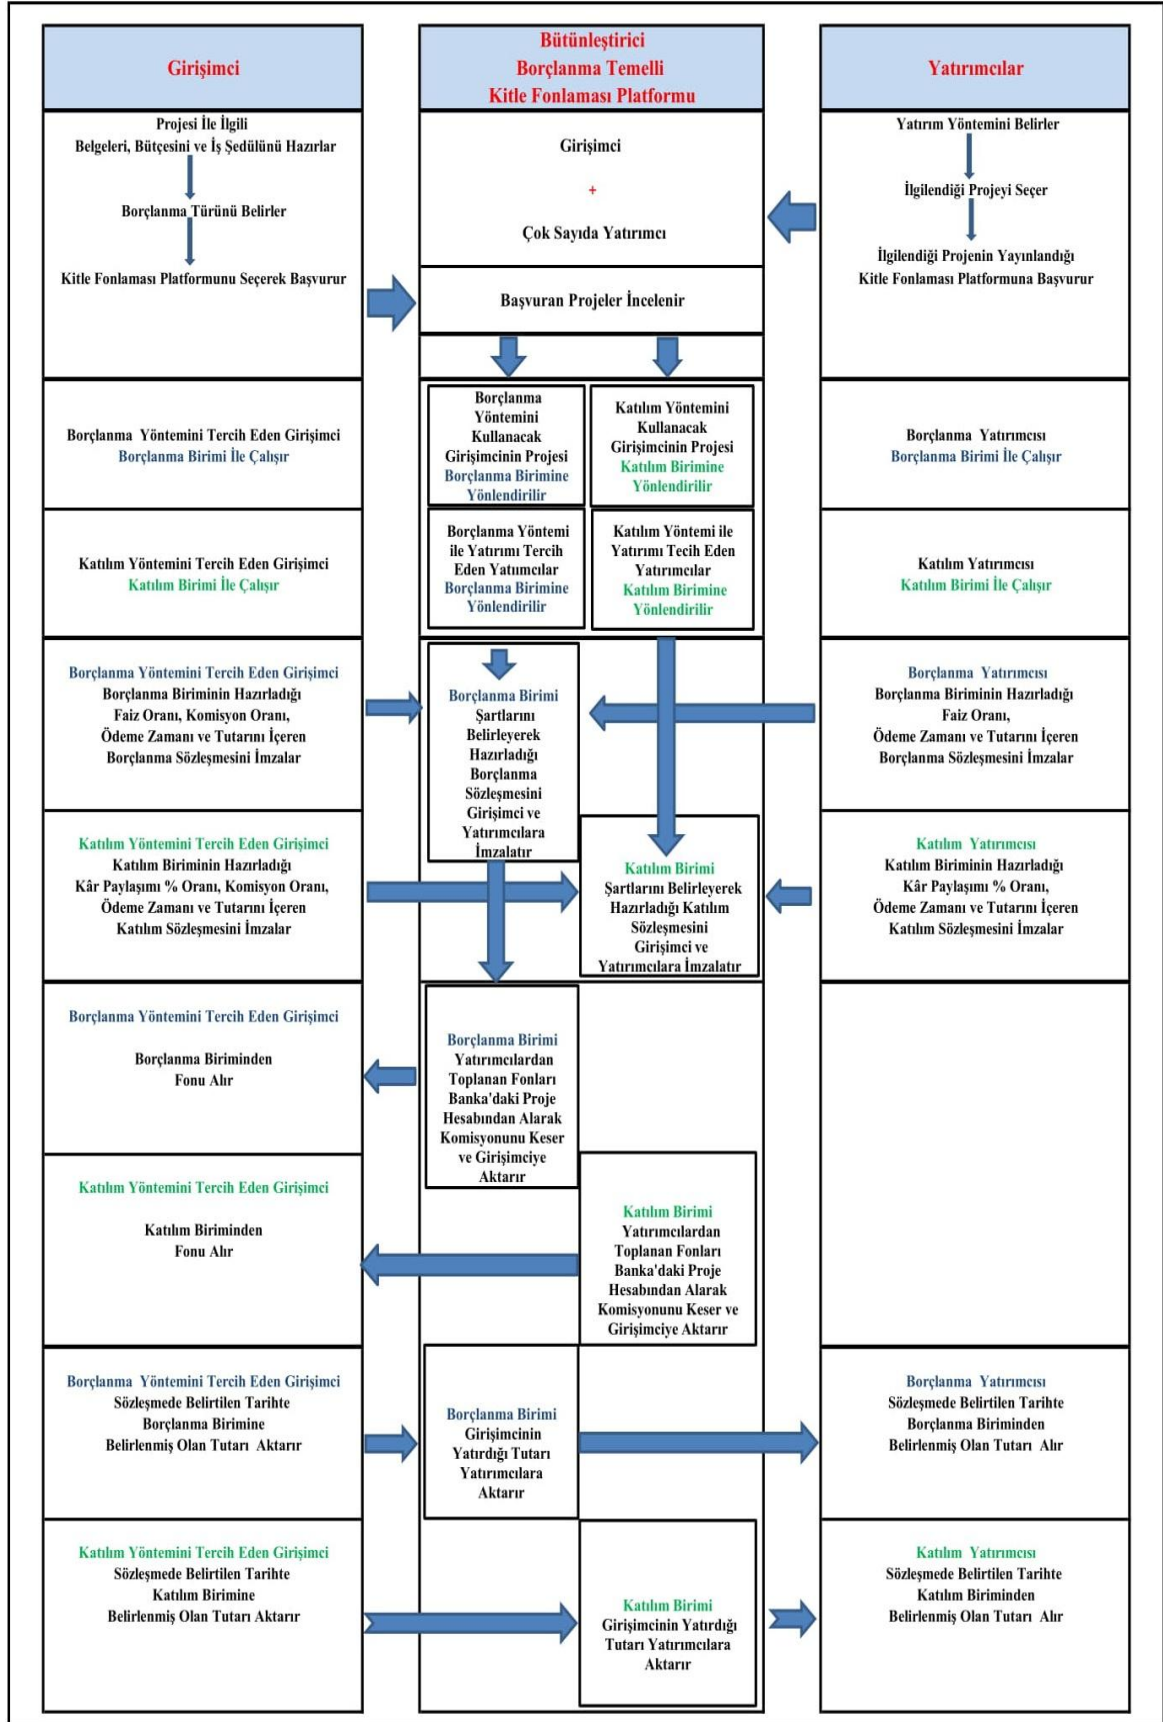 Girişimci
Bütünleştirici
Borçlanma Temelli
Kitle Fonlaması Platformu
Yatırımcılar
Projesi İle İlgili
Belgeleri, Bütçesini ve İş Şedülünü Hazırlar
Borçlanma Türünü Belirler
Kitle Fonlaması Platformunu Seçerek Başvurur
Girişimci
+
Çok Sayıda Yatırımcı
Başvuran Projeler İncelenir
Yatırım Yöntemini Belirler
İlgilendiği Projeyi Seçer
İlgilendiği Projenin Yayınlandığı
Kitle Fonlaması Platformuna Başvurur
Borçlanma Yöntemini Tercih Eden Girişimci
Borçlanma Birimi İle Çalışır
Borçlanma
Yöntemini
Kullanacak
Girişimcinin Projesi
Borçlanma Birimine
Yönlendirilir
Katılım Yöntemini
Kullanacak
Girişimcinin Projesi
Katılım Birimine
Yönlendirilir
Borçlanma Yatırımcısı
Borçlanma Birimi İle Çalışır
Katılım Yöntemini Tercih Eden Girişimci
Katılım Birimi İle Çalışır
Borçlanma Yöntemi
ile Yatırımı Tercih
Eden Yatıımcılar
Borçlanma Birimine
Yönlendirilir
Katılım Yöntemi ile
Yatırımı Tecih Eden
Yatırımcılar
Katılım Birimine
Yönlendirilir
Katılım Yatırımcısı
Katılım Birimi İle Çalışır
Borçlanma Yöntemini Tercih Eden Girişimci
Borçlanma Biriminin Hazırladığı
Faiz Oranı, Komisyon Oranı,
Ödeme Zamanı ve Tutarını İçeren
Borçlanma Sözleşmesini İmzalar
Borçlanma Birimi
Şartlarını
Belirleyerek
Hazırladığı
Borçlanma
Sözleşmesini
Girişimci ve
Yatırımcılara
İmzalatır
Borçlanma Yatırımcısı
Borçlanma Biriminin Hazırladığı
Faiz Oranı,
Ödeme Zamanı ve Tutarını İçeren
Borçlanma Sözleşmesini İmzalar
Katılım Yöntemini Tercih Eden Girişimci
Katılım Biriminin Hazırladığı
Kâr Paylaşımı % Oranı, Komisyon Oranı,
Ödeme Zamanı ve Tutarını İçeren
Katılım Sözleşmesini İmzalar
Katılım Birimi
Şartlarını Belirleyerek
Hazırladığı Katılım
Sözleşmesini
Girişimci ve
Yatırımcılara İmzalatır
Katılım Yatırımcısı
Katılım Biriminin Hazırladığı
Kâr Paylaşımı % Oranı,
Ödeme Zamanı ve Tutarını İçeren
Katılım Sözleşmesini İmzalar
Borçlanma Yöntemini Tercih Eden Girişimci
Borçlanma Biriminden
Fonu Alır
Borçlanma Birimi
Yatırımcılardan
Toplanan Fonları
Banka'daki Proje
Hesabından Alarak
Komisyonunu Keser
ve Girişimciye
Aktarır
Katılım Yöntemini Tercih Eden Girişimci
Katılım Biriminden
Fonu Alır
Katılım Birimi
Yatırımcılardan
Toplanan Fonları
Banka'daki Proje
Hesabından Alarak
Komisyonunu Keser ve
Girişimciye Aktarır
Borçlanma Yöntemini Tercih Eden Girişimci
Sözleşmede Belirtilen Tarihte
Borçlanma Birimine
Belirlenmiş Olan Tutarı Aktarır
Borçlanma Birimi
Girişimcinin
Yatırdığı Tutarı
Yatırımcılara
Aktarır
Borçlanma Yatırımcısı
Sözleşmede Belirtilen Tarihte
Borçlanma Biriminden
Belirlenmiş Olan Tutarı Alır
Katılım Yöntemini Tercih Eden Girişimci
Sözleşmede Belirtilen Tarihte
Katılım Birimine
Belirlenmiş Olan Tutarı Aktarır
Katılım Birimi
Girişimcinin Yatırdığı
Tutarı Yatırımcılara
Aktarır
Katılım Yatırımcısı
Sözleşmede Belirtilen Tarihte
Katılım Biriminden
Belirlenmiş Olan Tutarı Alır